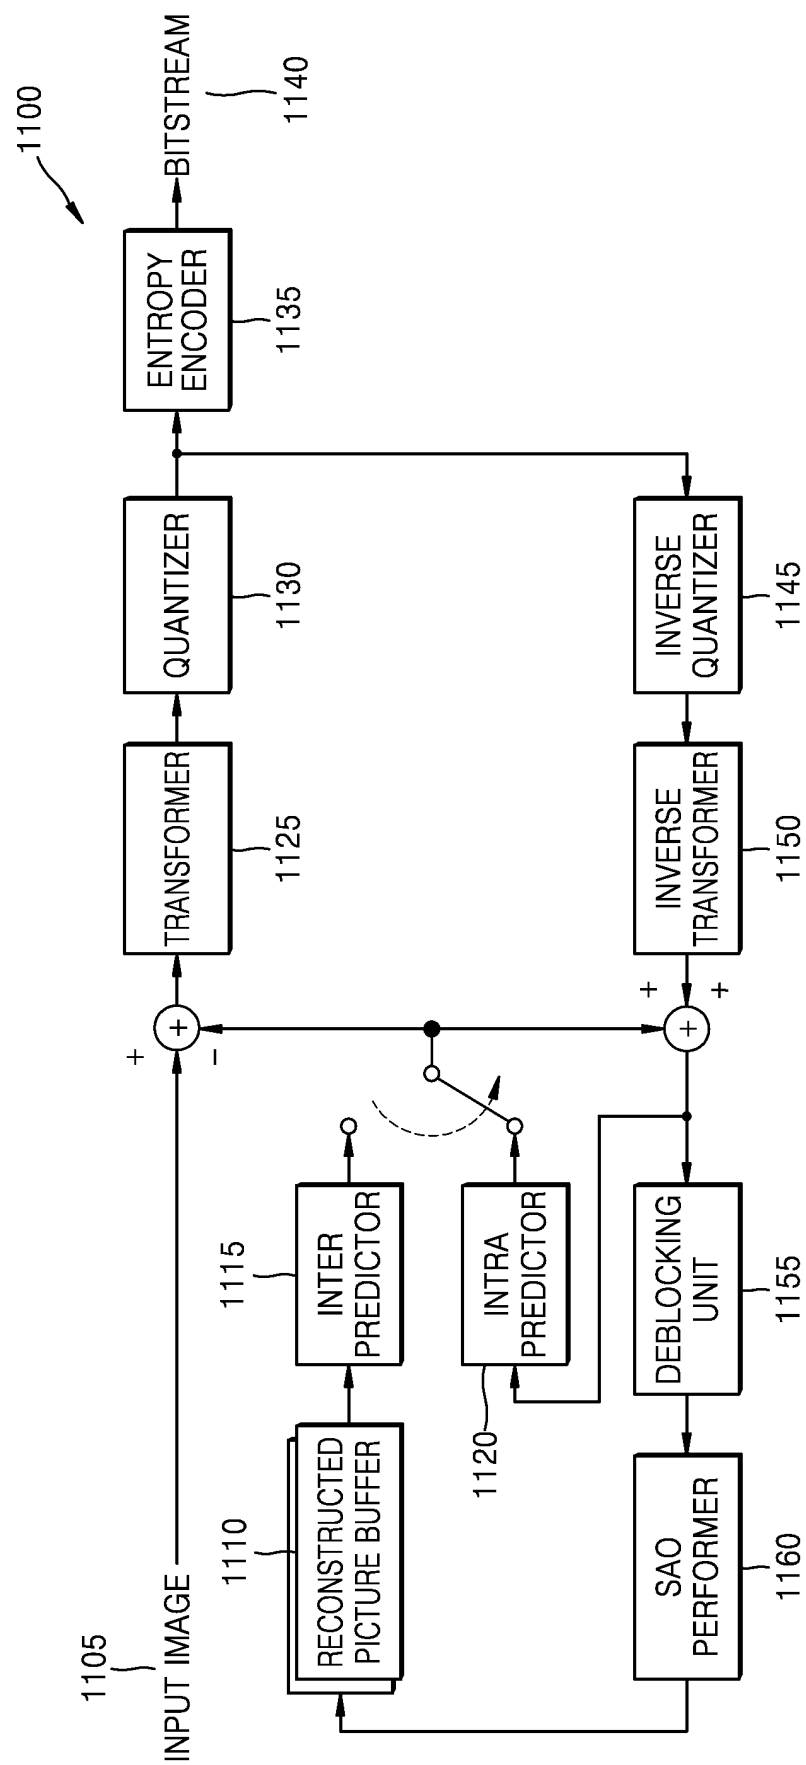 1100
1105
INPUT IMAGE
+
−
+
TRANSFORMER
1125
QUANTIZER
1130
ENTROPY
ENCODER
1135
BITSTREAM
1140
1110
RECONSTRUCTED
PICTURE BUFFER
1115
INTER
PREDICTOR
1120
INTRA
PREDICTOR
SAO
PERFORMER
1160
DEBLOCKING
UNIT
1155
+
+
+
INVERSE
TRANSFORMER
1150
INVERSE
QUANTIZER
1145